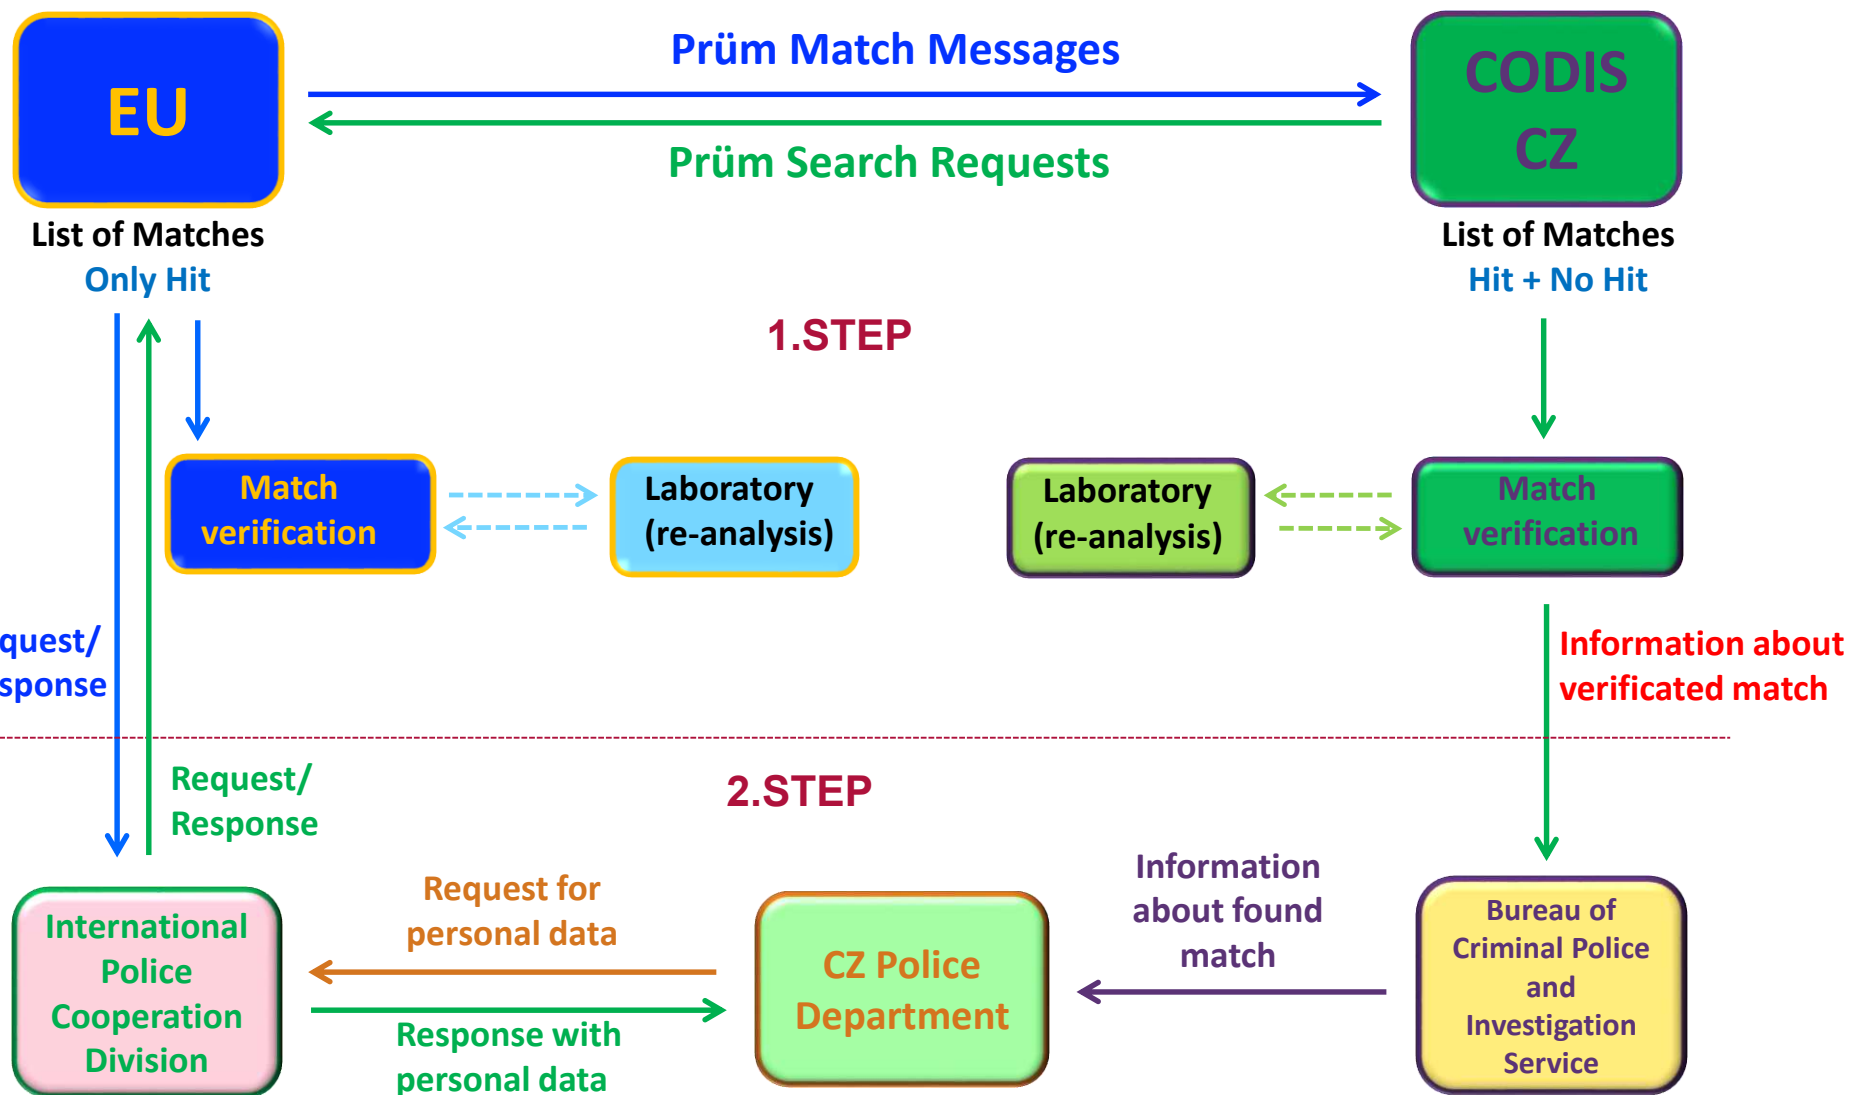 EU
Prüm Match Messages
Prüm Search Requests
CODIS
CZ
List of Matches
Only Hit
List of Matches
Hit + No Hit
1.STEP
Match
verification
Laboratory
(re-analysis)
Laboratory
(re-analysis)
Match
verification
quest/
sponse
Information about
verificated match
2.STEP
Request/
Response
International
Police
Cooperation
Division
Request for
personal data
Response with
personal data
CZ Police
Department
Information
about found
match
Bureau of
Criminal Police
and
Investigation
Service